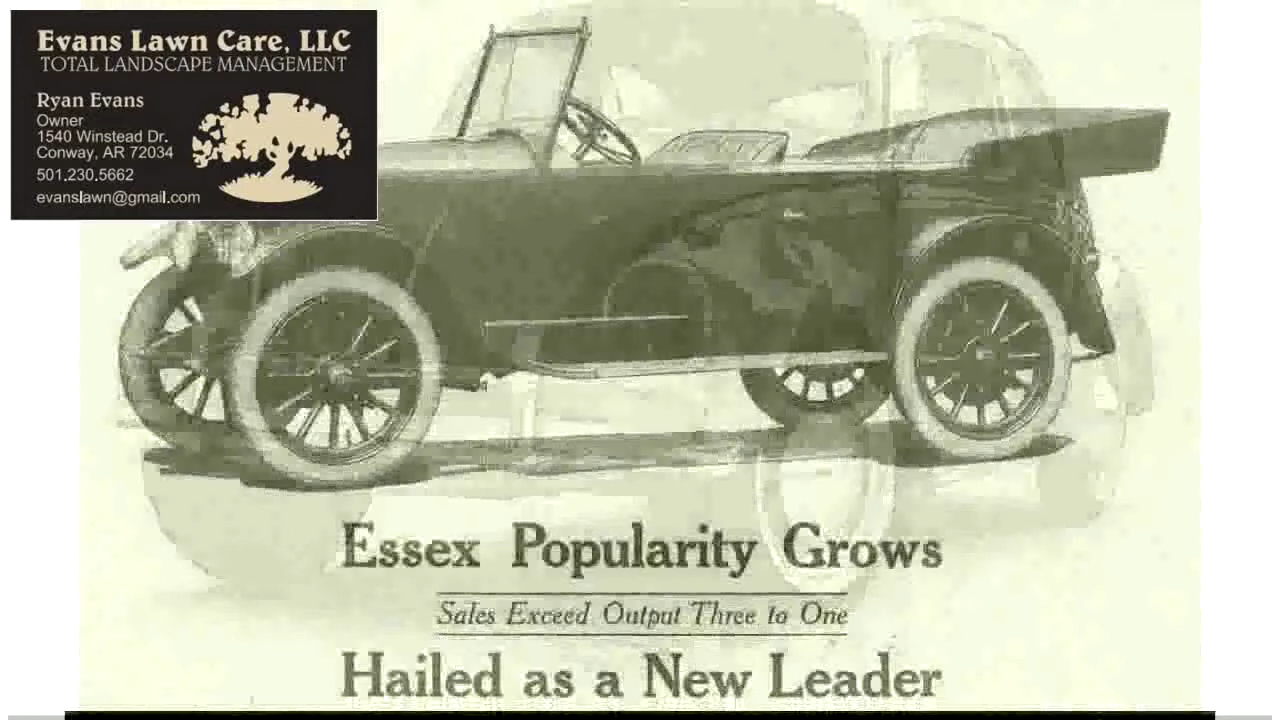 Evans Lawn Care, LLC
TOTAL LANDSCAPE MANAGEMENT
Ryan Evans
Owner
1540 Winstead Dr.
Conway, AR 72034
501.230.5662
evanslawn@gmail.com
Essex Popularity Grows
Sales Exceed Output Three to One
Hailed as a New Leader